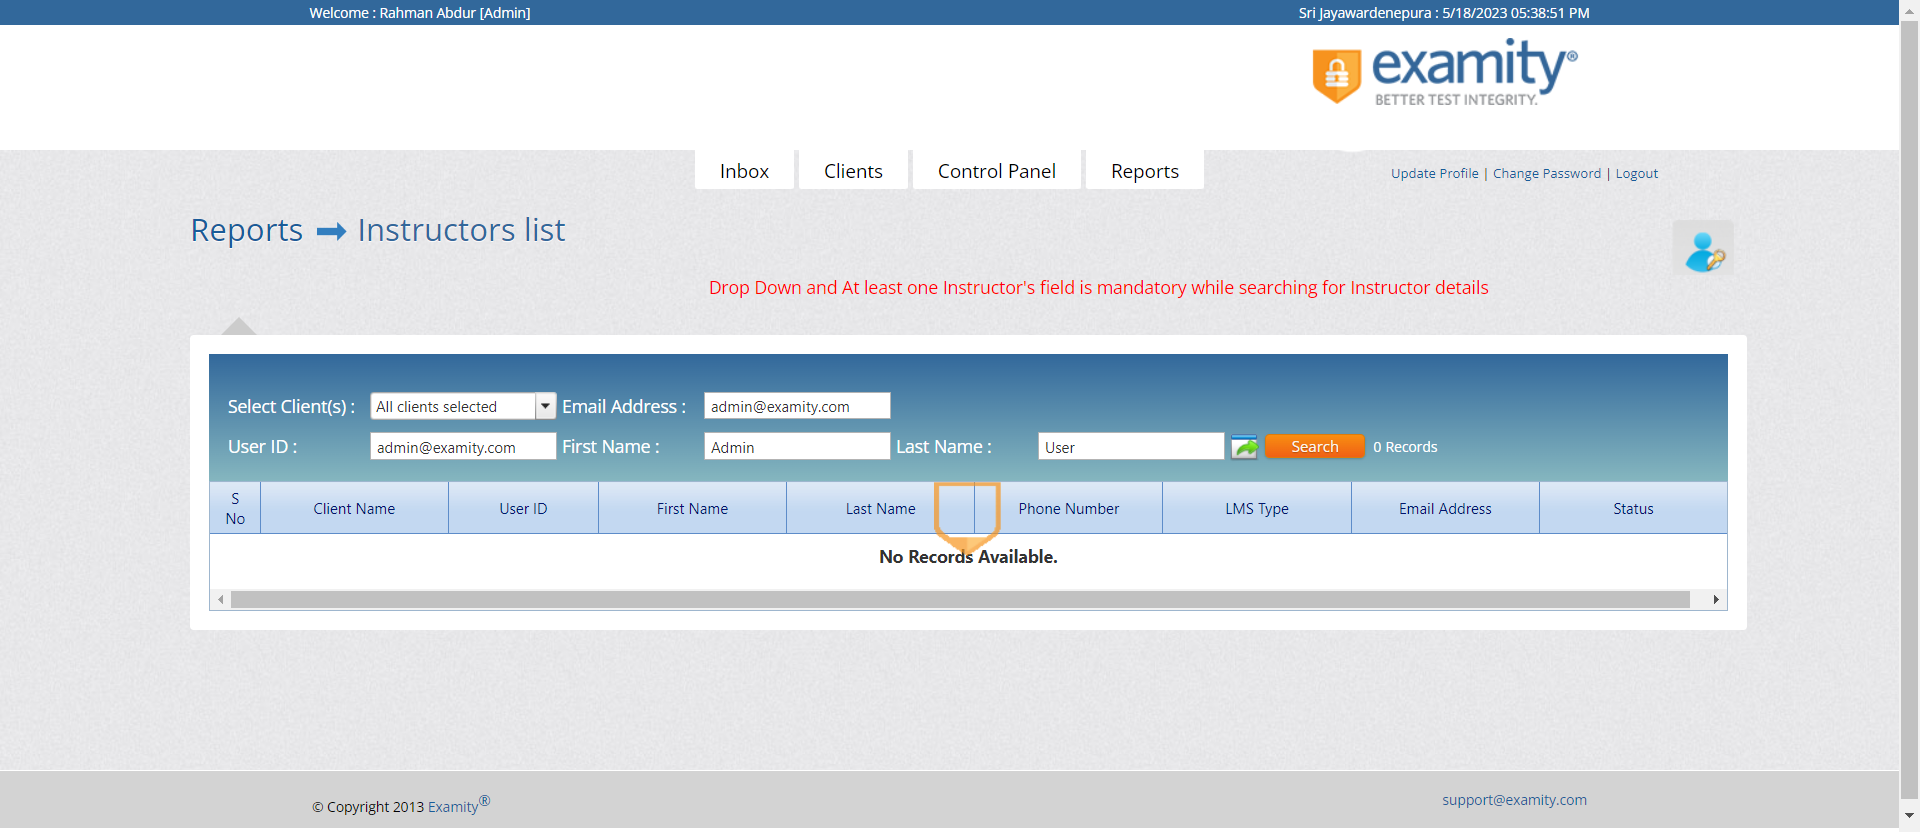 Welcome : Rahman Abdur [Admin]
Sri Jayawardenepura : 5/18/2023 05:38:51 PM
examity®
BETTER TEST INTEGRITY.
Inbox
Clients
Control Panel
Reports
Update Profile | Change Password | Logout
Reports Instructors list
Drop Down and At least one Instructor's field is mandatory while searching for Instructor details
Select Client(s) : All clients selected Email Address : admin@examity.com
User ID : admin@examity.com First Name : Admin Last Name : User Search 0 Records
S No Client Name User ID First Name Last Name Phone Number LMS Type Email Address Status
No Records Available.
© Copyright 2013 Examity®
support@examity.com